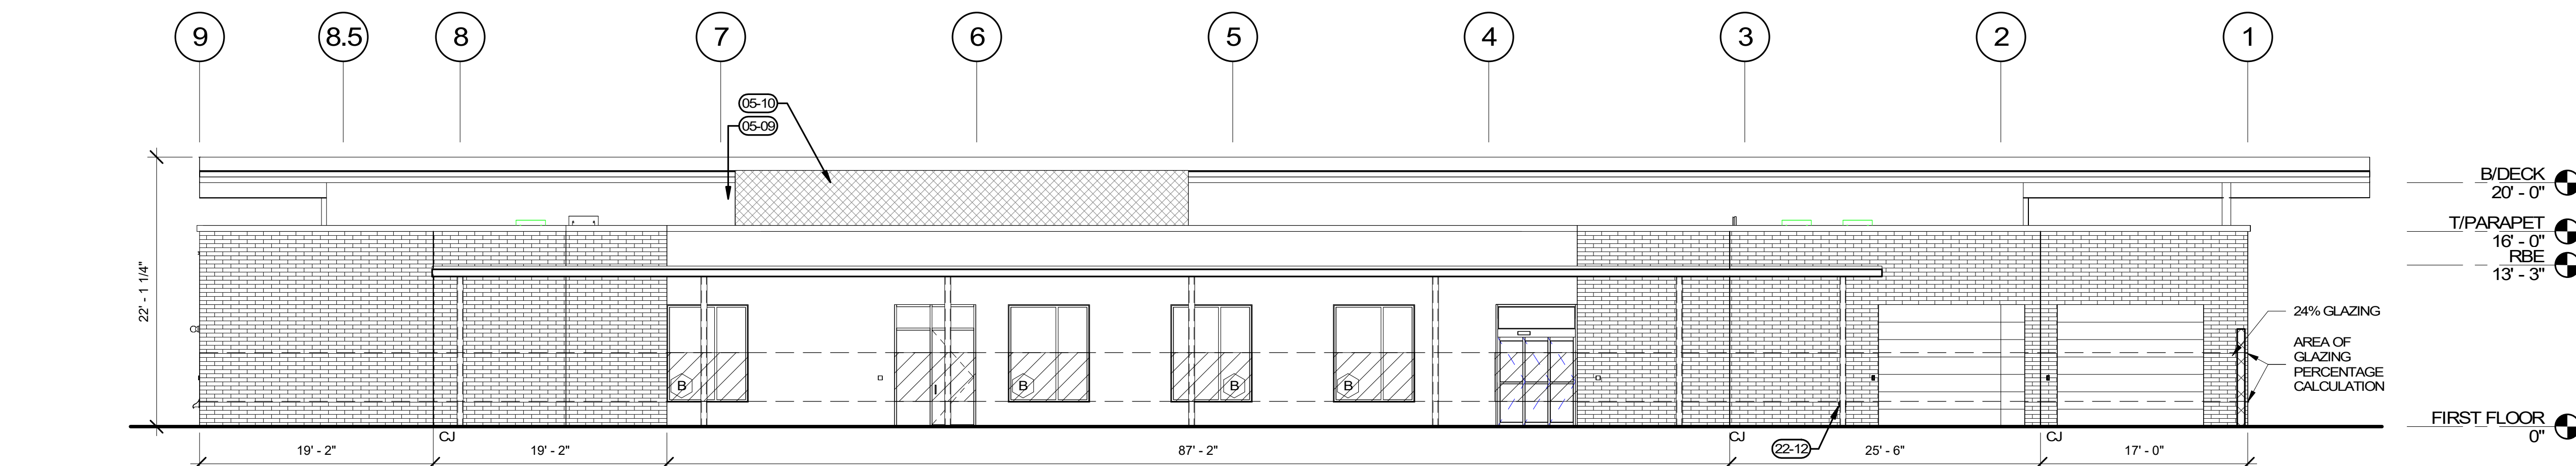 9
8.5
8
7
6
5
4
3
2
1
05-10
05-09
B/DECK
20' - 0"
T/PARAPET
16' - 0"
RBE
13' - 3"
22' - 1 1/4"
24% GLAZING
AREA OF
GLAZING
PERCENTAGE
CALCULATION
B
B
B
B
FIRST FLOOR
0"
CJ
CJ
CJ
22-12
19' - 2"
19' - 2"
87' - 2"
25' - 6"
17' - 0"